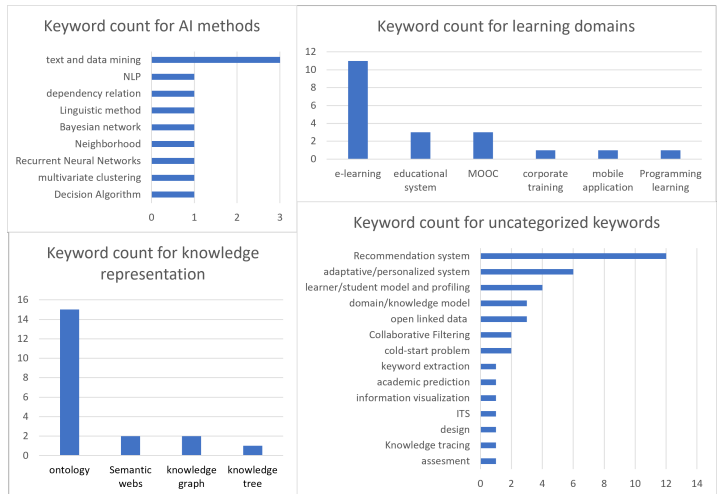 Keyword count for AI methods
text and data mining
NLP
dependency relation
Linguistic method
Bayesian network
Neighborhood
Recurrent Neural Networks
multivariate clustering
Decision Algorithm
0 1 2 3
Keyword count for learning domains
12
10
8
6
4
2
0
e-learning educational MOOC corporate mobile Programming
system training application learning
Keyword count for knowledge
representation
16
14
12
10
8
6
4
2
0
ontology Semantic knowledge knowledge
webs graph tree
Keyword count for uncategorized keywords
Recommendation system
adaptative/personalized system
learner/student model and profiling
domain/knowledge model
open linked data
Collaborative Filtering
cold-start problem
keyword extraction
academic prediction
information visualization
ITS
design
Knowledge tracing
assesment
0 2 4 6 8 10 12 14